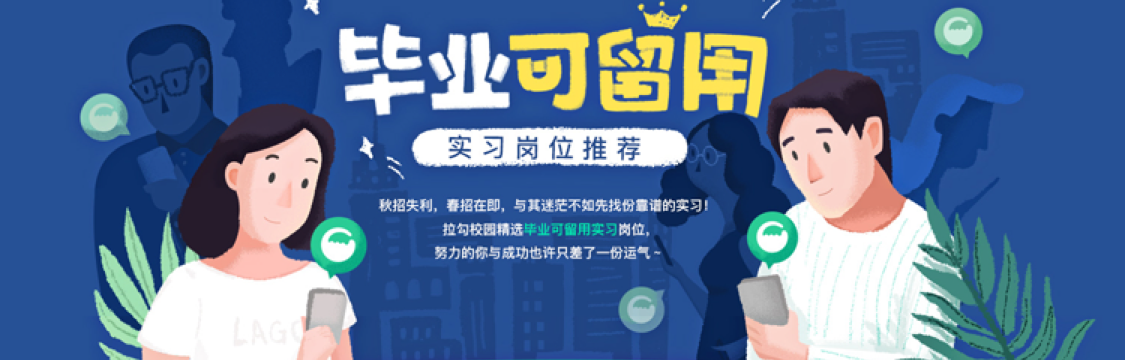 毕业可留用
实习岗位推荐
秋招失利，春招在即，与其迷茫不如先找份靠谱的实习！
拉勾校园精选毕业可留用实习岗位，
努力的你与成功也许只差了一份运气~
LAGO